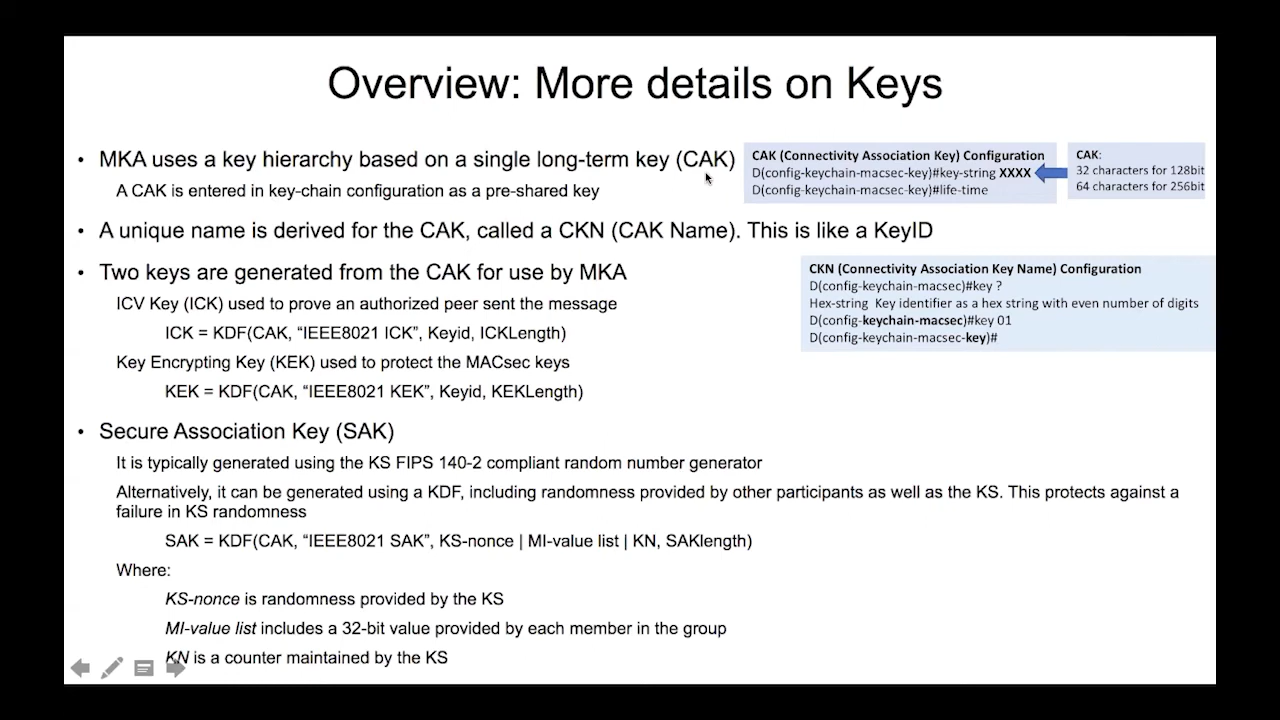 Overview: More details on Keys
• MKA uses a key hierarchy based on a single long-term key (CAK)
A CAK is entered in key-chain configuration as a pre-shared key
CAK (Connectivity Association Key) Configuration
D(config-keychain-macsec-key)#key-string XXXX
D(config-keychain-macsec-key)#life-time
CAK:
32 characters for 128bit
64 characters for 256bit
• A unique name is derived for the CAK, called a CKN (CAK Name). This is like a KeyID
• Two keys are generated from the CAK for use by MKA
ICV Key (ICK) used to prove an authorized peer sent the message
ICK = KDF(CAK, “IEEE8021 ICK”, Keyid, ICKLength)
Key Encrypting Key (KEK) used to protect the MACsec keys
KEK = KDF(CAK, “IEEE8021 KEK”, Keyid, KEKLength)
CKN (Connectivity Association Key Name) Configuration
D(config-keychain-macsec)#key ?
Hex-string Key identifier as a hex string with even number of digits
D(config-keychain-macsec)#key 01
D(config-keychain-macsec-key)#
• Secure Association Key (SAK)
It is typically generated using the KS FIPS 140-2 compliant random number generator
Alternatively, it can be generated using a KDF, including randomness provided by other participants as well as the KS. This protects against a
failure in KS randomness
SAK = KDF(CAK, “IEEE8021 SAK”, KS-nonce | MI-value list | KN, SAKlength)
Where:
KS-nonce is randomness provided by the KS
MI-value list includes a 32-bit value provided by each member in the group
KN is a counter maintained by the KS